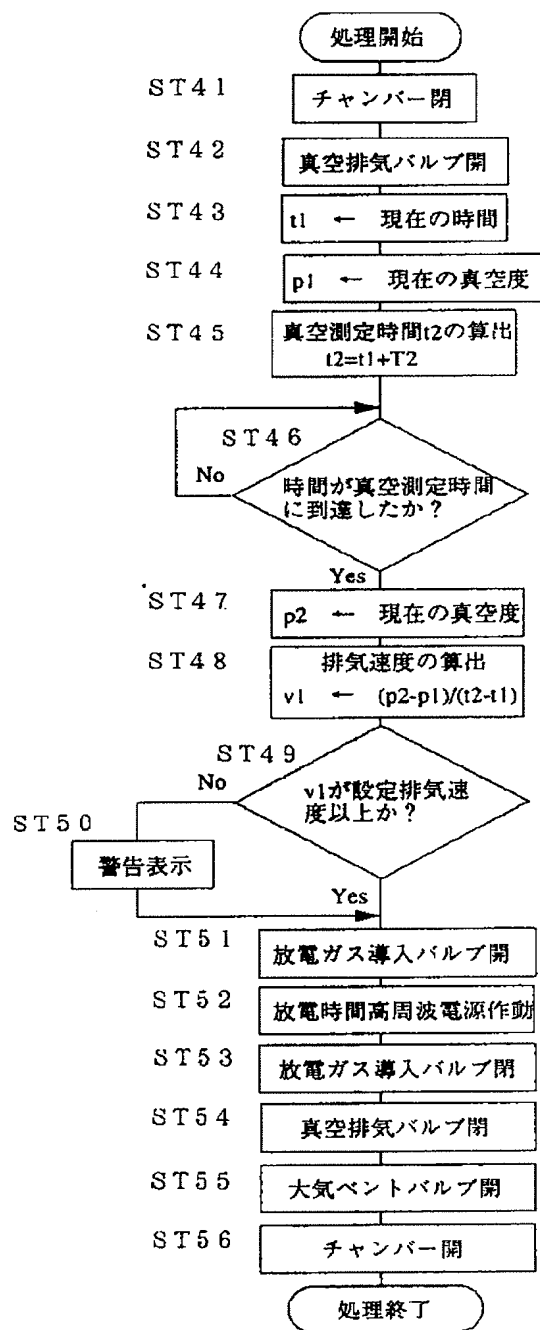 処理開始
ST41
チャンバー閉
ST42
真空排気バルブ開
ST43
t1 ← 現在の時間
ST44
p1 ← 現在の真空度
ST45
真空測定時間t2の算出
t2=t1+T2
ST46
No
時間が真空測定時間
に到達したか？
Yes
ST47
p2 ← 現在の真空度
ST48
排気速度の算出
v1 ← (p2-p1)/(t2-t1)
ST49
No
v1が設定排気速
度以上か？
ST50
警告表示
Yes
ST51
放電ガス導入バルブ開
ST52
放電時間高周波電源作動
ST53
放電ガス導入バルブ閉
ST54
真空排気バルブ閉
ST55
大気ベントバルブ開
ST56
チャンバー開
処理終了